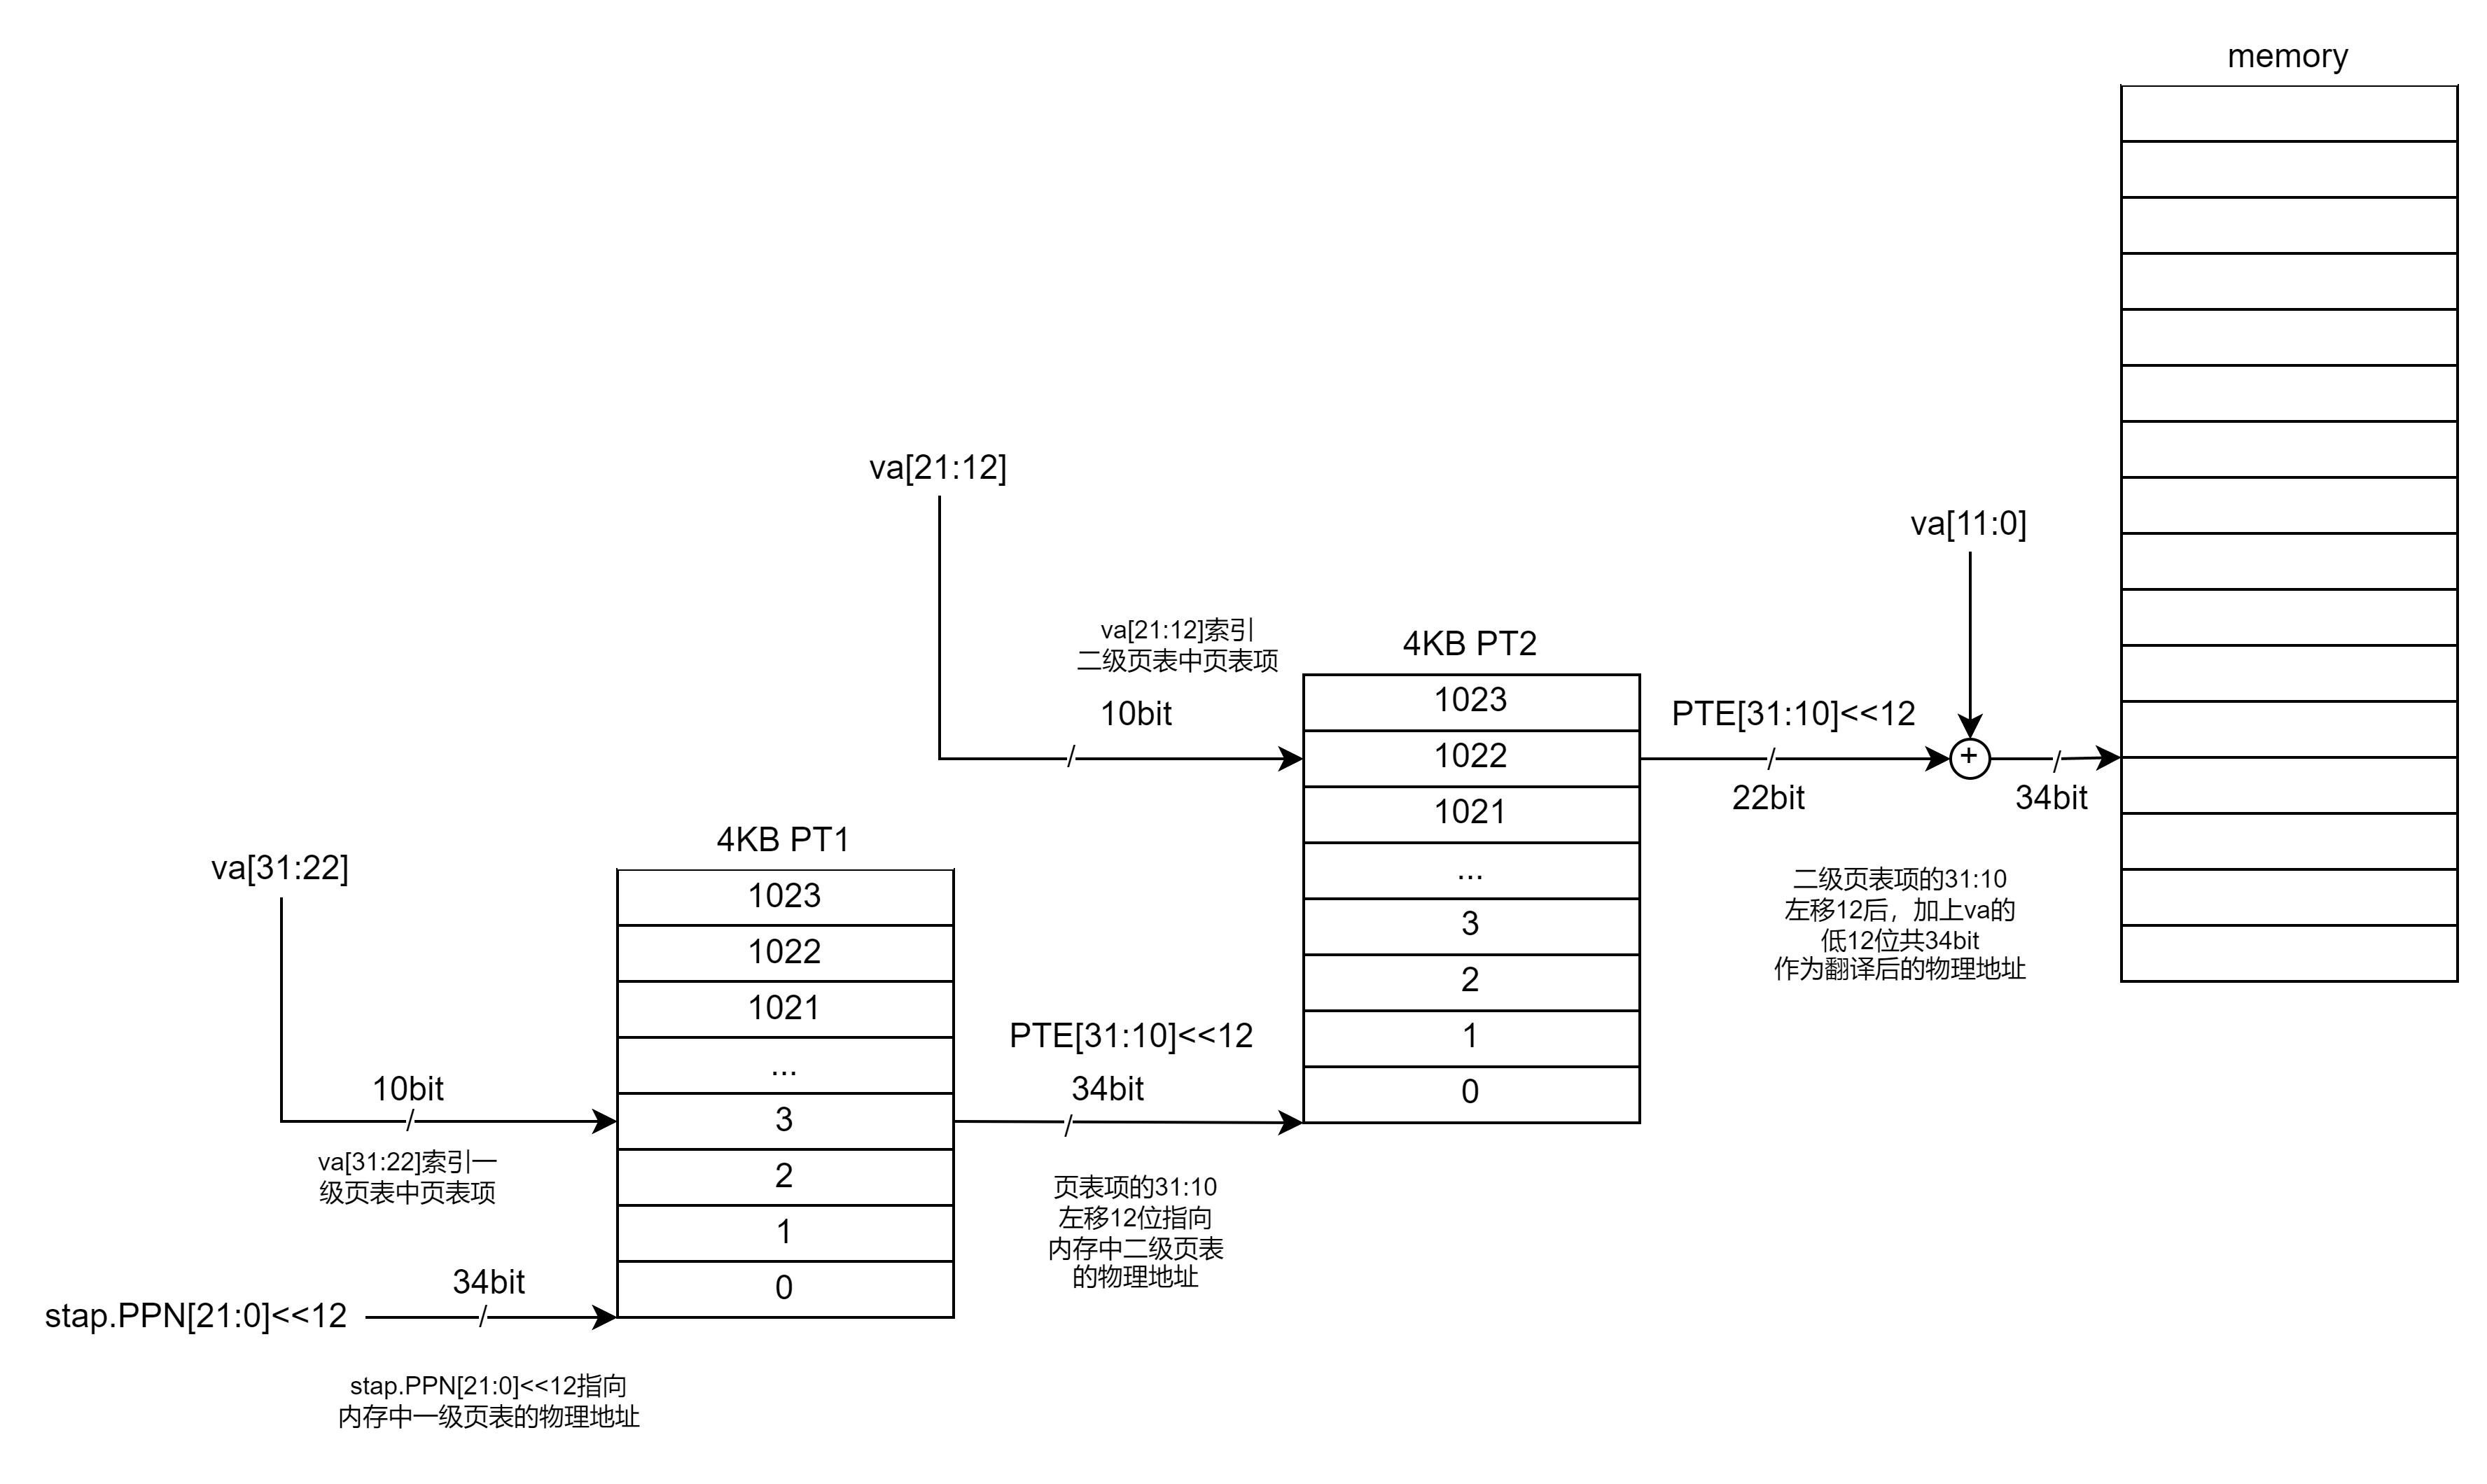 memory
va[21:12]
va[11:0]
va[21:12]索引
二级页表中页表项
10bit
4KB PT2
1023
1022
1021
...
3
2
1
0
PTE[31:10]<<12
22bit
+
34bit
二级页表项的31:10
左移12后，加上va的
低12位共34bit
作为翻译后的物理地址
va[31:22]
4KB PT1
1023
1022
1021
...
3
2
1
0
10bit
va[31:22]索引一
级页表中页表项
PTE[31:10]<<12
34bit
页表项的31:10
左移12位指向
内存中二级页表
的物理地址
stap.PPN[21:0]<<12
34bit
stap.PPN[21:0]<<12指向
内存中一级页表的物理地址